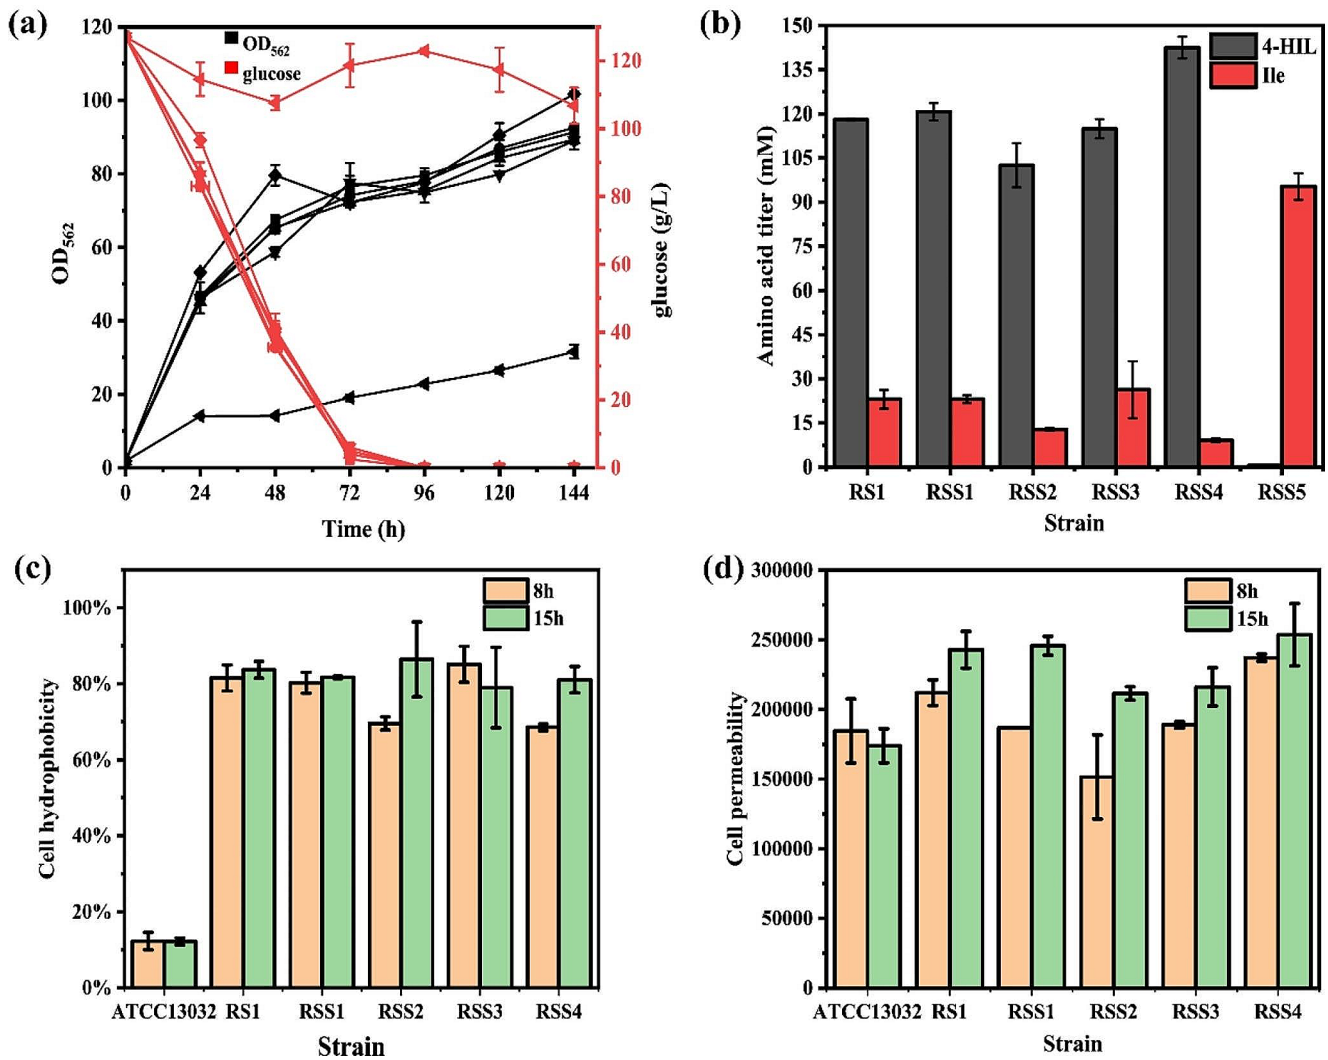 (a)
OD562
glucose
120
100
80
60
40
20
0
OD562
120
100
80
60
40
20
0
glucose (g/L)
0 24 48 72 96 120 144
Time (h)
(b)
4-HIL
Ile
150
135
120
105
90
75
60
45
30
15
0
Amino acid titer (mM)
RS1 RSS1 RSS2 RSS3 RSS4 RSS5
Strain
(c)
8h
15h
100%
80%
60%
40%
20%
0%
Cell hydrophobicity
ATCC13032 RS1 RSS1 RSS2 RSS3 RSS4
Strain
(d)
8h
15h
300000
250000
200000
150000
100000
50000
0
Cell permeability
ATCC13032 RS1 RSS1 RSS2 RSS3 RSS4
Strain